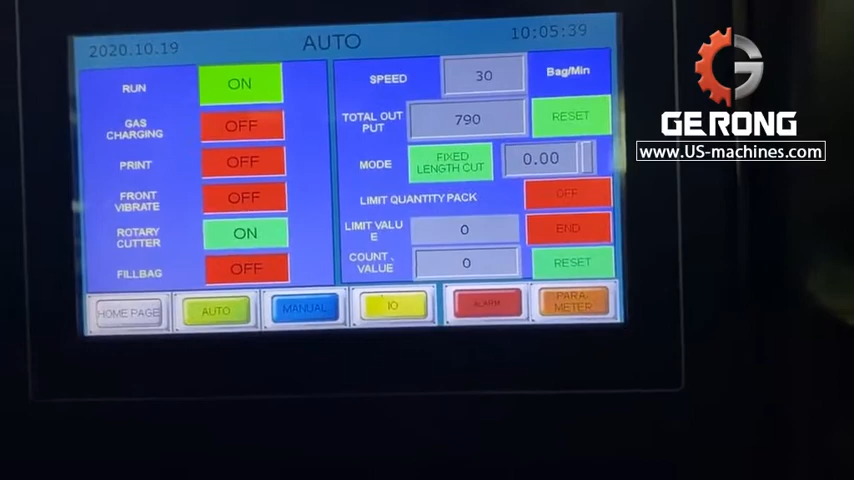 2020.10.19
AUTO
10:05:39
RUN
ON
GAS
CHARGING
OFF
PRINT
OFF
FRONT
VIBRATE
OFF
ROTARY
CUTTER
ON
FILLBAG
OFF
SPEED
30
Bag/Min
TOTAL OUT
PUT
790
RESET
MODE
FIXED
LENGTH CUT
0.00
LIMIT QUANTITY PACK
OFF
LIMIT VALU
E
0
END
COUNT、
VALUE
0
RESET
HOME PAGE
AUTO
MANUAL
IO
ALARM
PARA.
METER
GERONG
www.US-machines.com